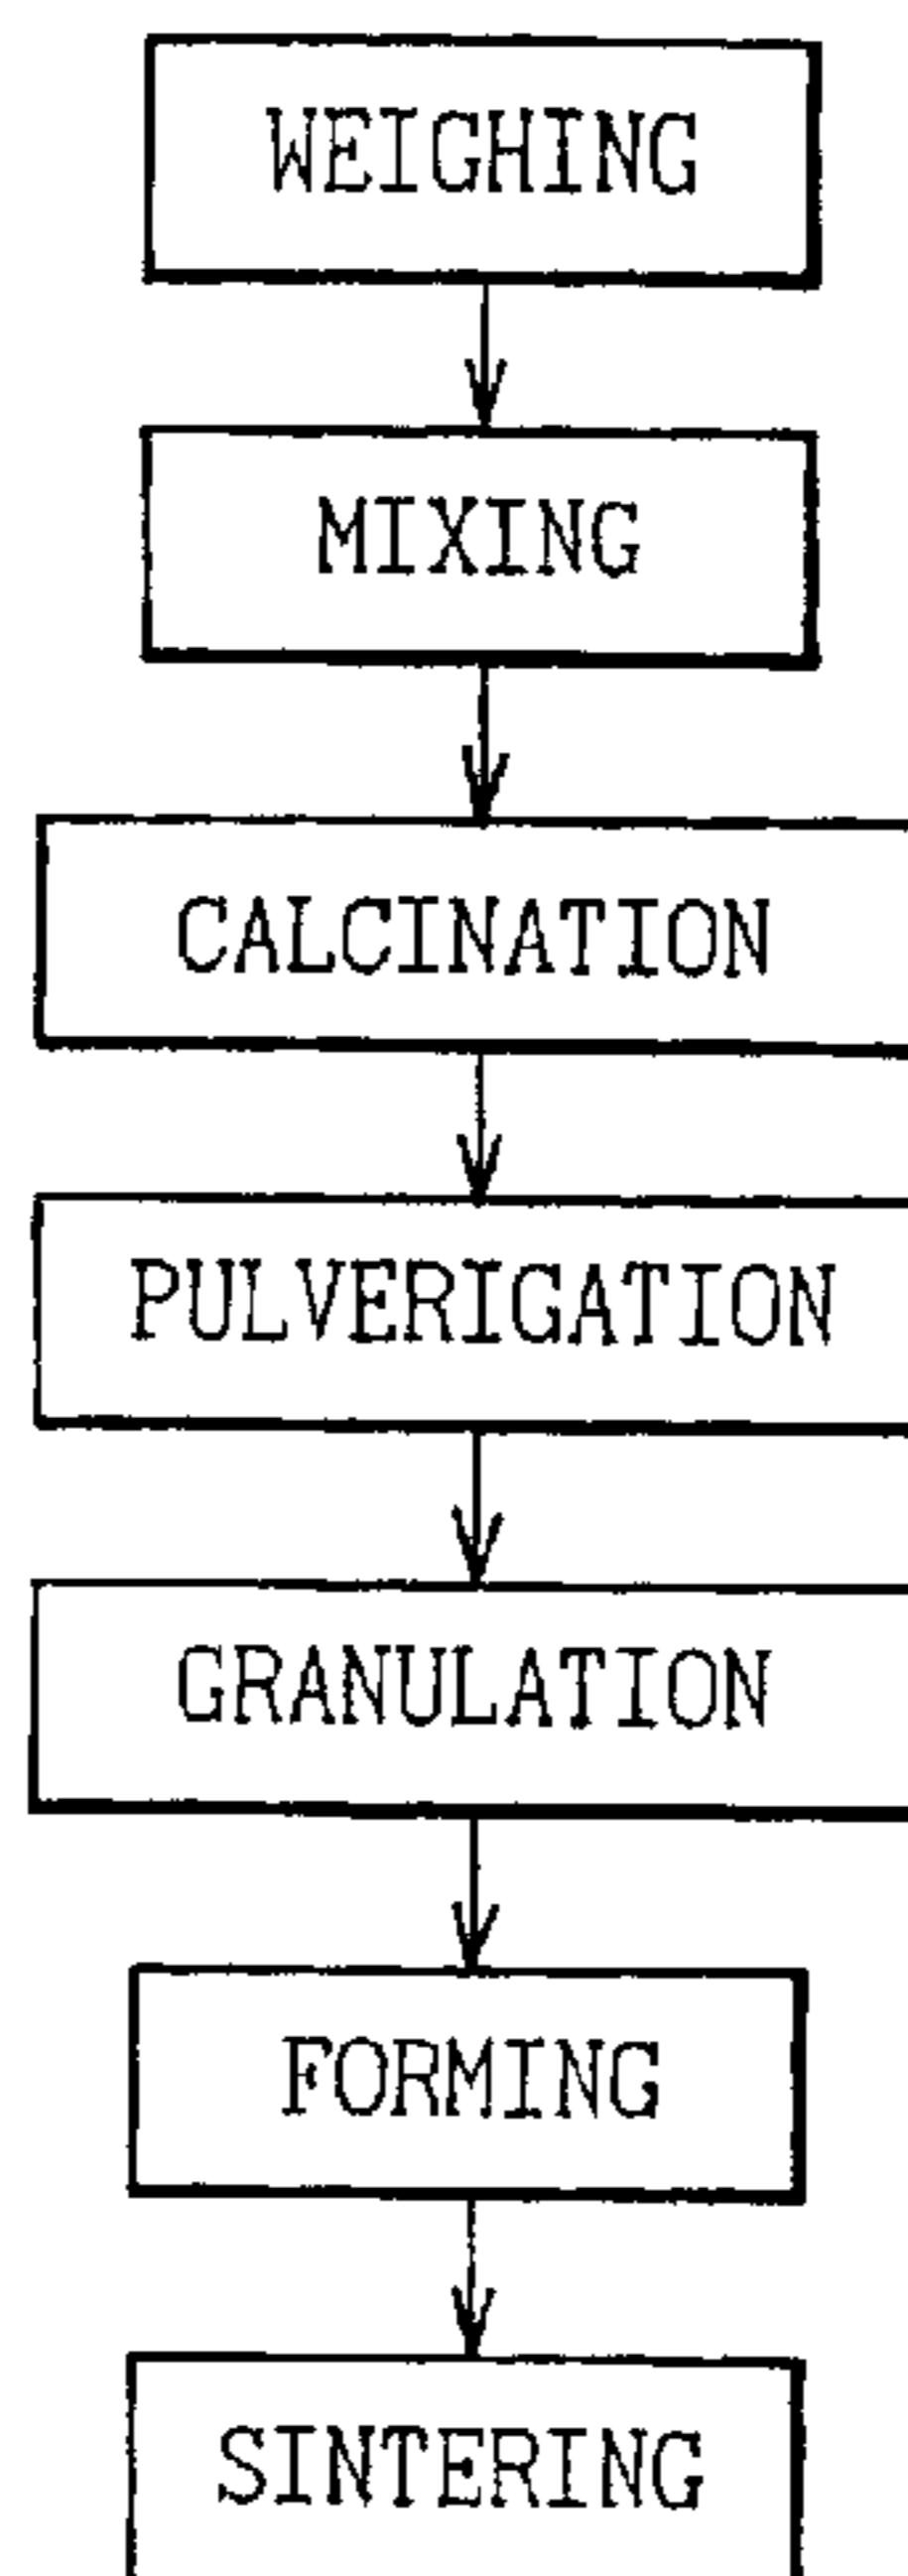 WEIGHING
MIXING
CALCINATION
PULVERIGATION
GRANULATION
FORMING
SINTERING